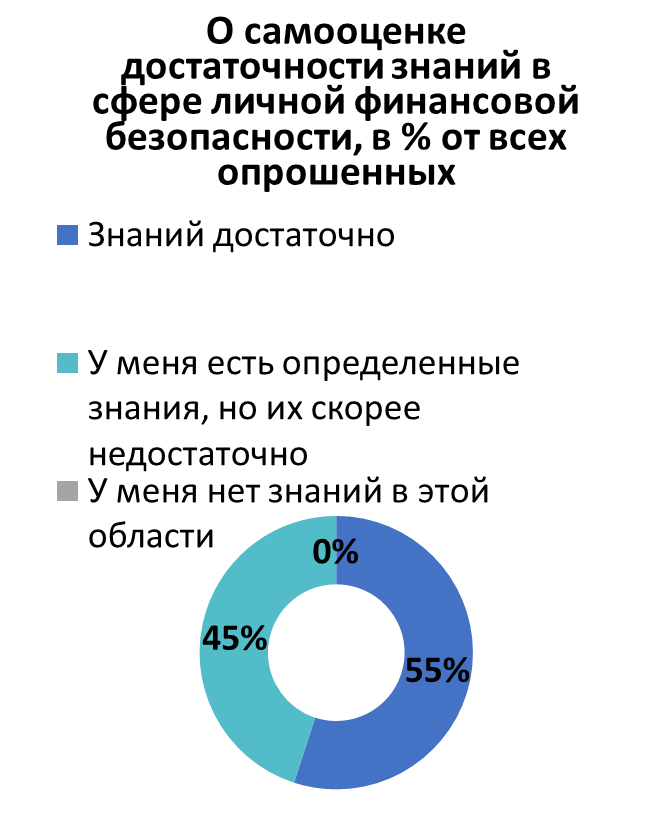 О самооценке
достаточности знаний в
сфере личной финансовой
безопасности, в % от всех
опрошенных
Знаний достаточно
У меня есть определенные
знания, но их скорее
недостаточно
У меня нет знаний в этой
области
0%
45%
55%